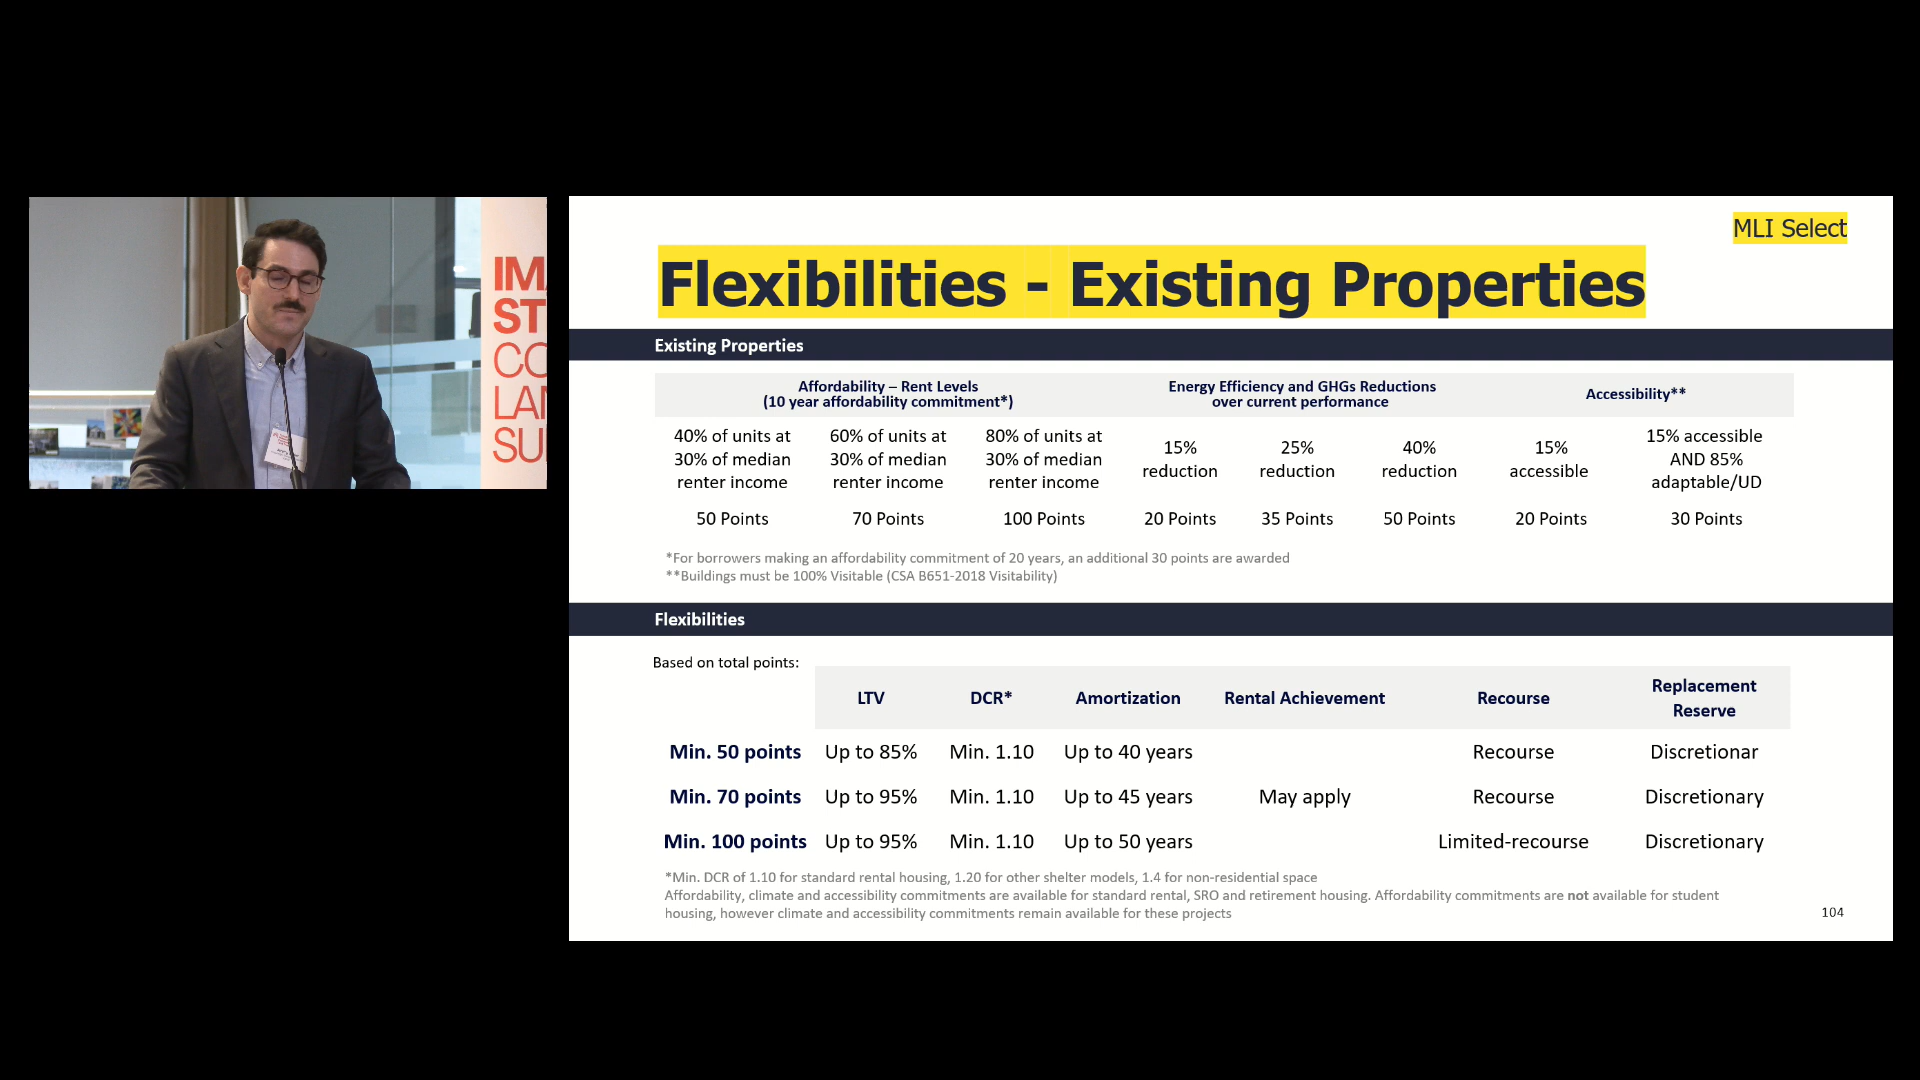 IM
ST
CO
LAN
SU
MLI Select
Flexibilities - Existing Properties
Existing Properties
Affordability – Rent Levels
(10 year affordability commitment*)
Energy Efficiency and GHGs Reductions
over current performance
Accessibility**
40% of units at
30% of median
renter income
60% of units at
30% of median
renter income
80% of units at
30% of median
renter income
15%
reduction
25%
reduction
40%
reduction
15%
accessible
15% accessible
AND 85%
adaptable/UD
50 Points
70 Points
100 Points
20 Points
35 Points
50 Points
20 Points
30 Points
*For borrowers making an affordability commitment of 20 years, an additional 30 points are awarded
**Buildings must be 100% Visitable (CSA B651-2018 Visitability)
Flexibilities
Based on total points:
LTV
DCR*
Amortization
Rental Achievement
Recourse
Replacement
Reserve
Min. 50 points
Up to 85%
Min. 1.10
Up to 40 years
Recourse
Discretionar
Min. 70 points
Up to 95%
Min. 1.10
Up to 45 years
May apply
Recourse
Discretionary
Min. 100 points
Up to 95%
Min. 1.10
Up to 50 years
Limited-recourse
Discretionary
*Min. DCR of 1.10 for standard rental housing, 1.20 for other shelter models, 1.4 for non-residential space
Affordability, climate and accessibility commitments are available for standard rental, SRO and retirement housing. Affordability commitments are not available for student
housing, however climate and accessibility commitments remain available for these projects
104